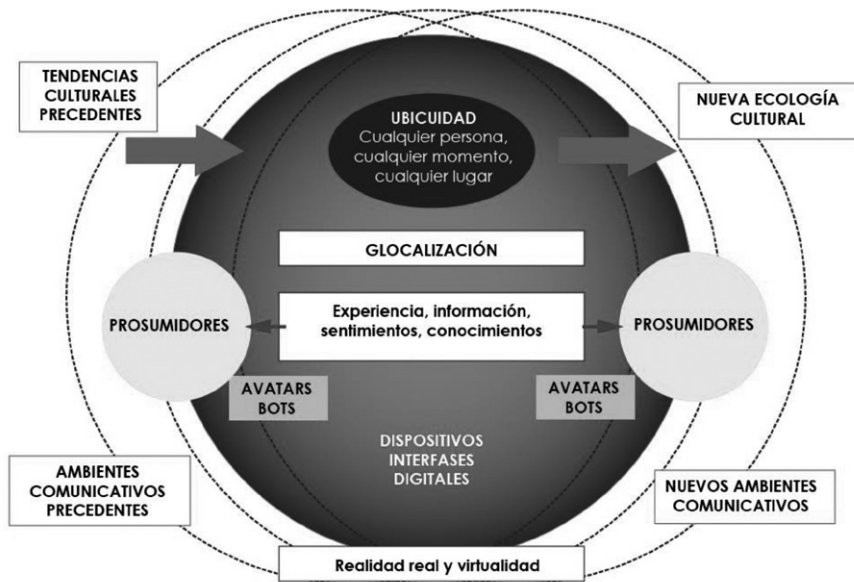 TENDENCIAS
CULTURALES
PRECEDENTES
UBICUIDAD
Cualquier persona,
cualquier momento,
cualquier lugar
NUEVA ECOLOGÍA
CULTURAL
GLOCALIZACIÓN
PROSUMIDORES
Experiencia, información,
sentimientos, conocimientos
PROSUMIDORES
AVATARS
BOTS
AVATARS
BOTS
DISPOSITIVOS
INTERFASES
DIGITALES
AMBIENTES
COMUNICATIVOS
PRECEDENTES
NUEVOS AMBIENTES
COMUNICATIVOS
Realidad real y virtualidad